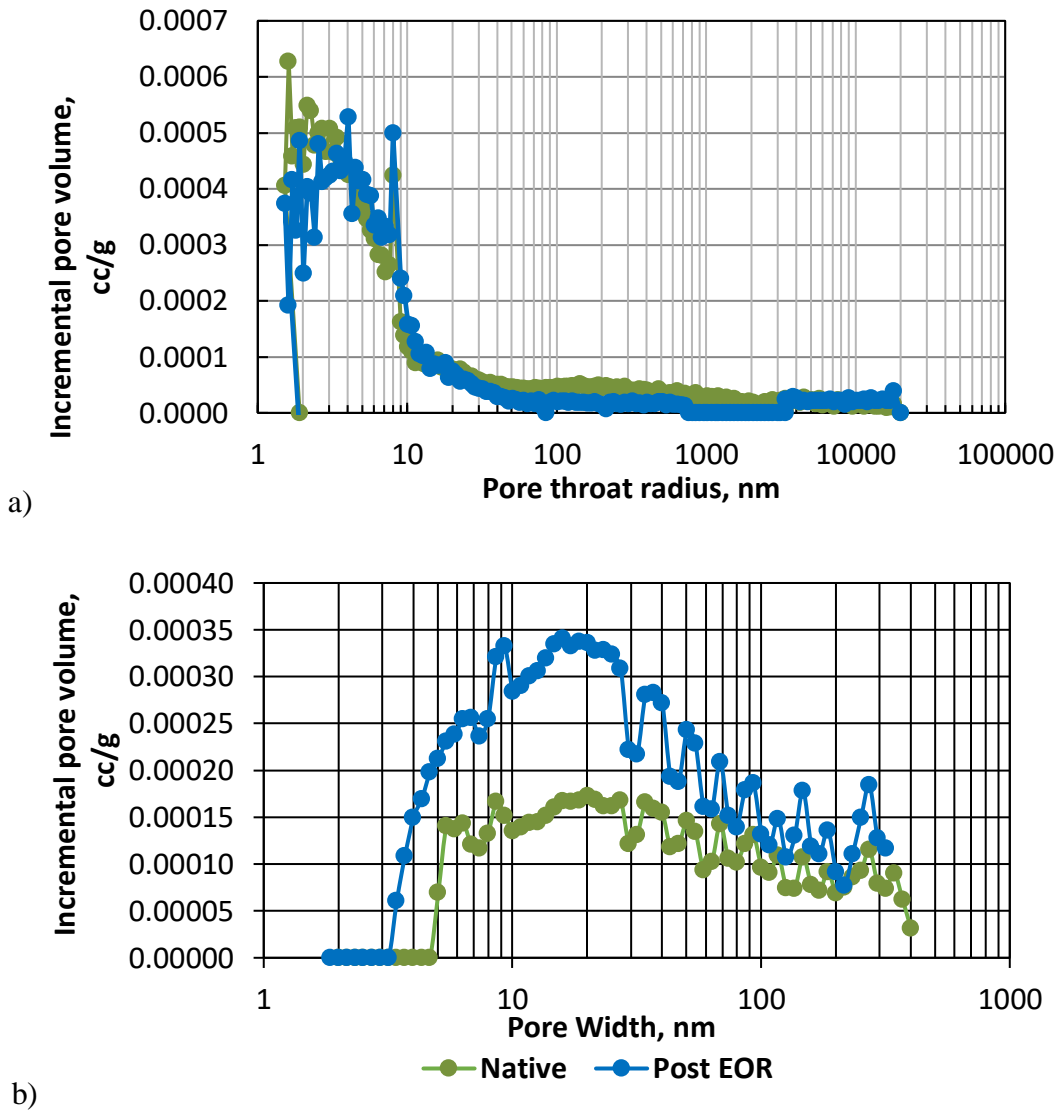 0.0007
0.0006
0.0005
0.0004
0.0003
0.0002
0.0001
0.0000
Incremental pore volume,
cc/g
1 10 100 1000 10000 100000
Pore throat radius, nm
a)
0.00040
0.00035
0.00030
0.00025
0.00020
0.00015
0.00010
0.00005
0.00000
Incremental pore volume,
cc/g
1 10 100 1000
Pore Width, nm
Native Post EOR
b)